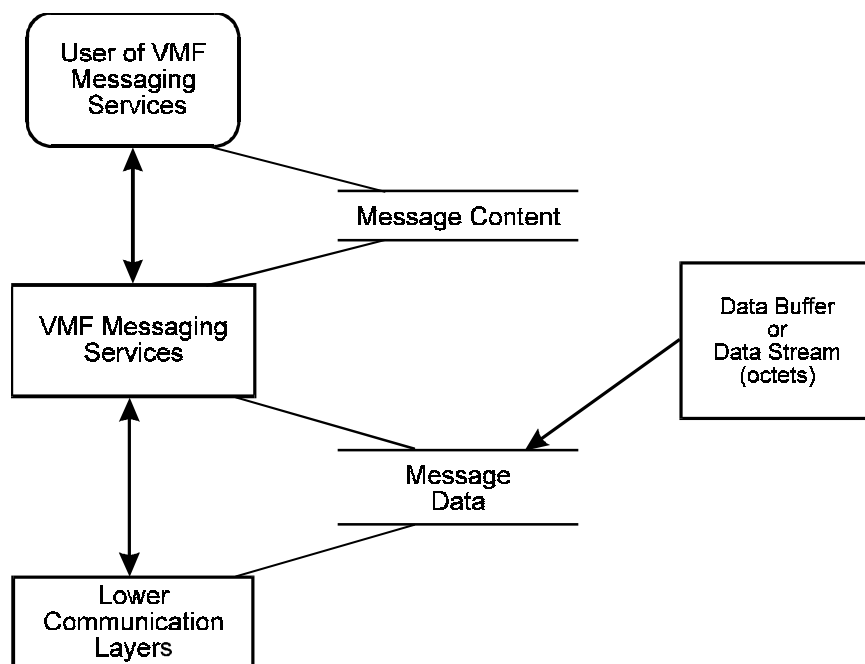 User of VMF
Messaging
Services
Message Content
VMF Messaging
Services
Data Buffer
or
Data Stream
(octets)
Message
Data
Lower
Communication
Layers